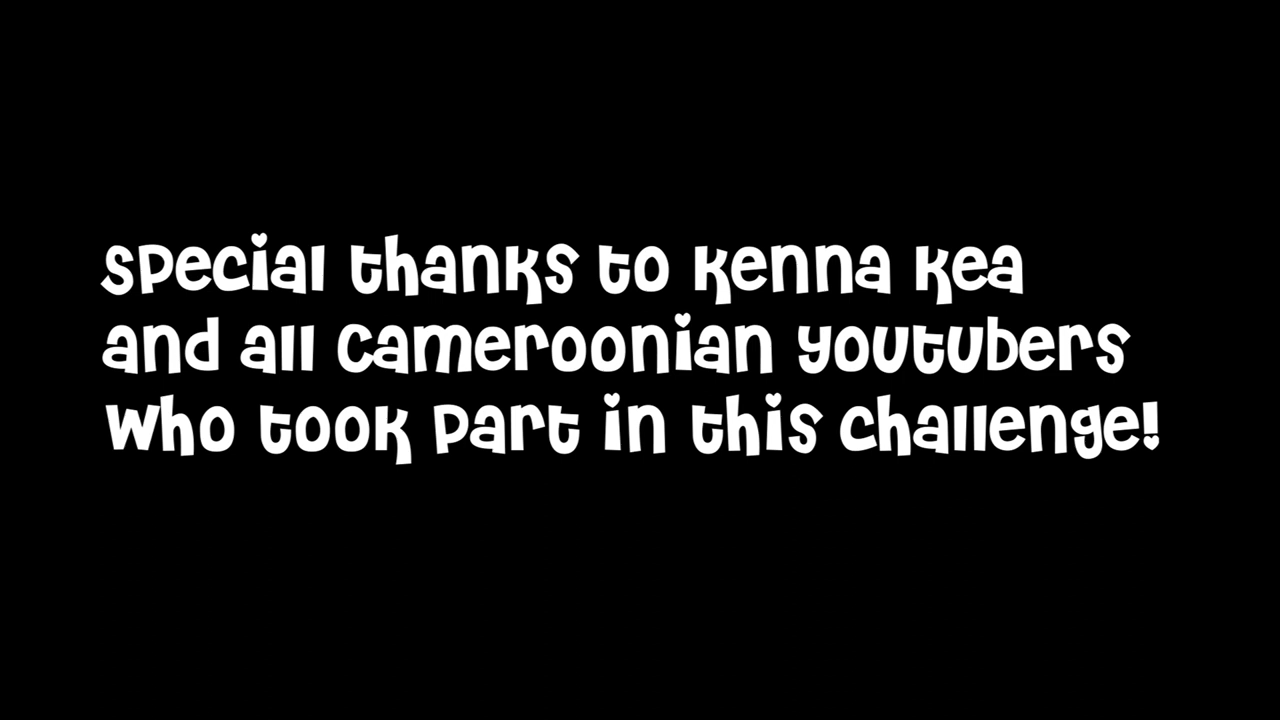 special thanks to kenna kea
and all cameroonian youtubers
who took part in this challenge!